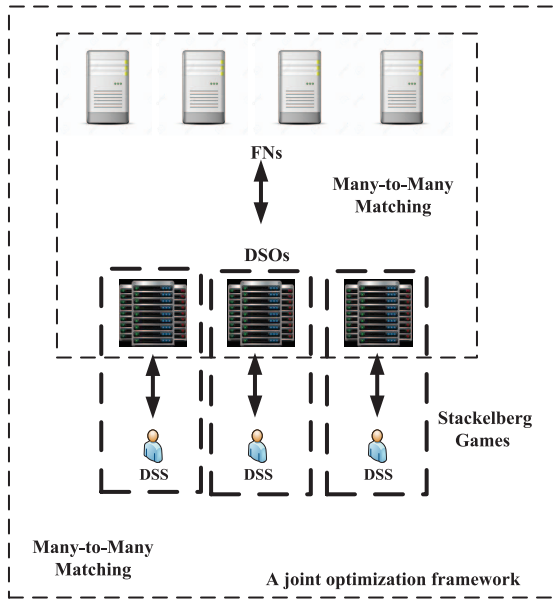 FNs
Many-to-Many
Matching
DSOs
Stackelberg
Games
DSS
DSS
DSS
Many-to-Many
Matching
A joint optimization framework